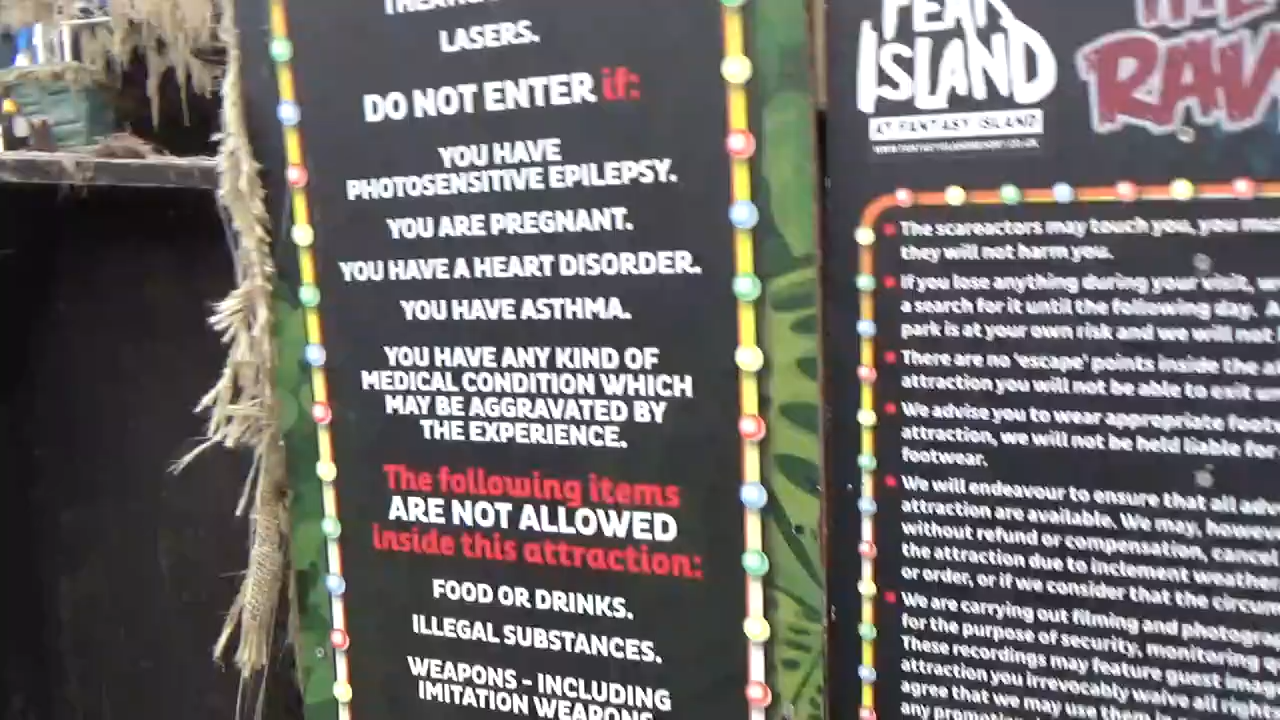 LASERS.
DO NOT ENTER if:
YOU HAVE
PHOTOSENSITIVE EPILEPSY.
YOU ARE PREGNANT.
YOU HAVE A HEART DISORDER.
YOU HAVE ASTHMA.
YOU HAVE ANY KIND OF
MEDICAL CONDITION WHICH
MAY BE AGGRAVATED BY
THE EXPERIENCE.
The following items
ARE NOT ALLOWED
inside this attraction:
FOOD OR DRINKS.
ILLEGAL SUBSTANCES.
WEAPONS - INCLUDING
IMITATION WEAPONS
FEAR
ISLAND
AT FANTASY ISLAND
The scareactors may touch you, you
they will not harm you.
If you lose anything during your visit,
a search for it until the following day.
park is at your own risk and we will not
There are no 'escape' points inside the
attraction you will not be able to exit
We advise you to wear appropriate
attraction, we will not be held liable for
footwear.
We will endeavour to ensure that all
attraction are available. We may,
without refund or compensation, cancel
the attraction due to inclement
or order, or if we consider that the
We are carrying out filming and
for the purpose of security, monitoring
These recordings may feature guest
attraction you irrevocably waive all rights
agree that we may use them
any